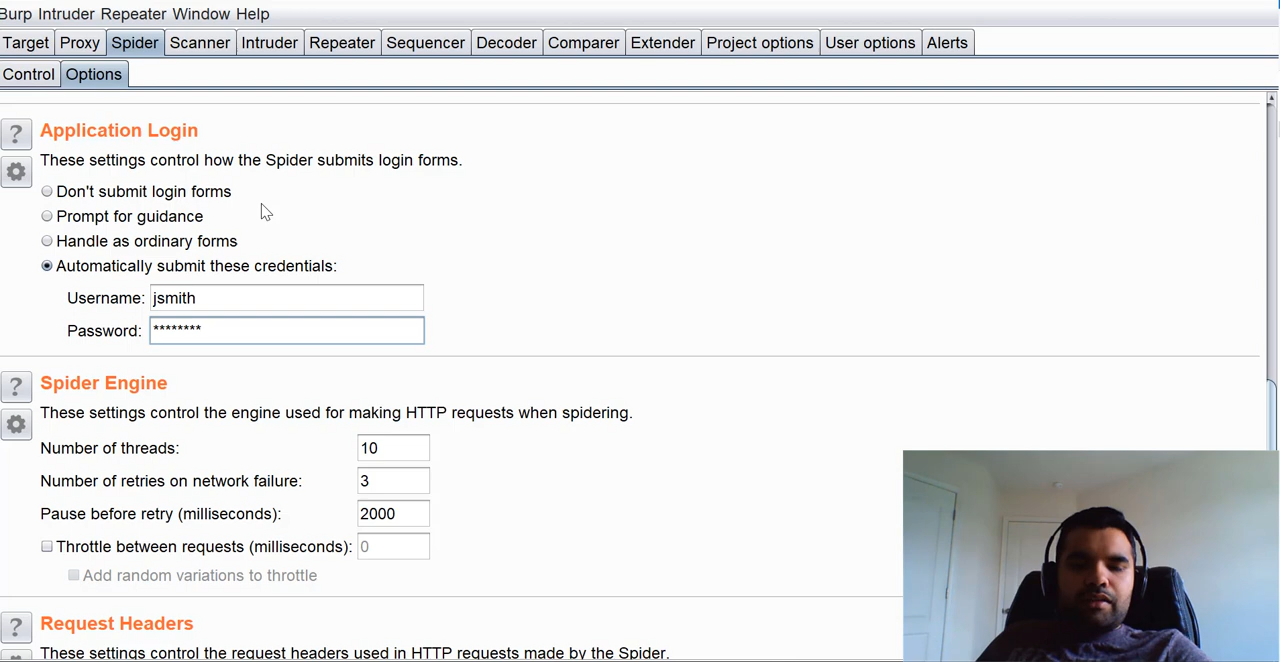 Burp Intruder Repeater Window Help
Target Proxy Spider Scanner Intruder Repeater Sequencer Decoder Comparer Extender Project options User options Alerts
Control Options
? Application Login
These settings control how the Spider submits login forms.
Don't submit login forms
Prompt for guidance
Handle as ordinary forms
Automatically submit these credentials:
Username: jsmith
Password: ********
? Spider Engine
These settings control the engine used for making HTTP requests when spidering.
Number of threads: 10
Number of retries on network failure: 3
Pause before retry (milliseconds): 2000
Throttle between requests (milliseconds): 0
Add random variations to throttle
? Request Headers
These settings control the request headers used in HTTP requests made by the Spider.